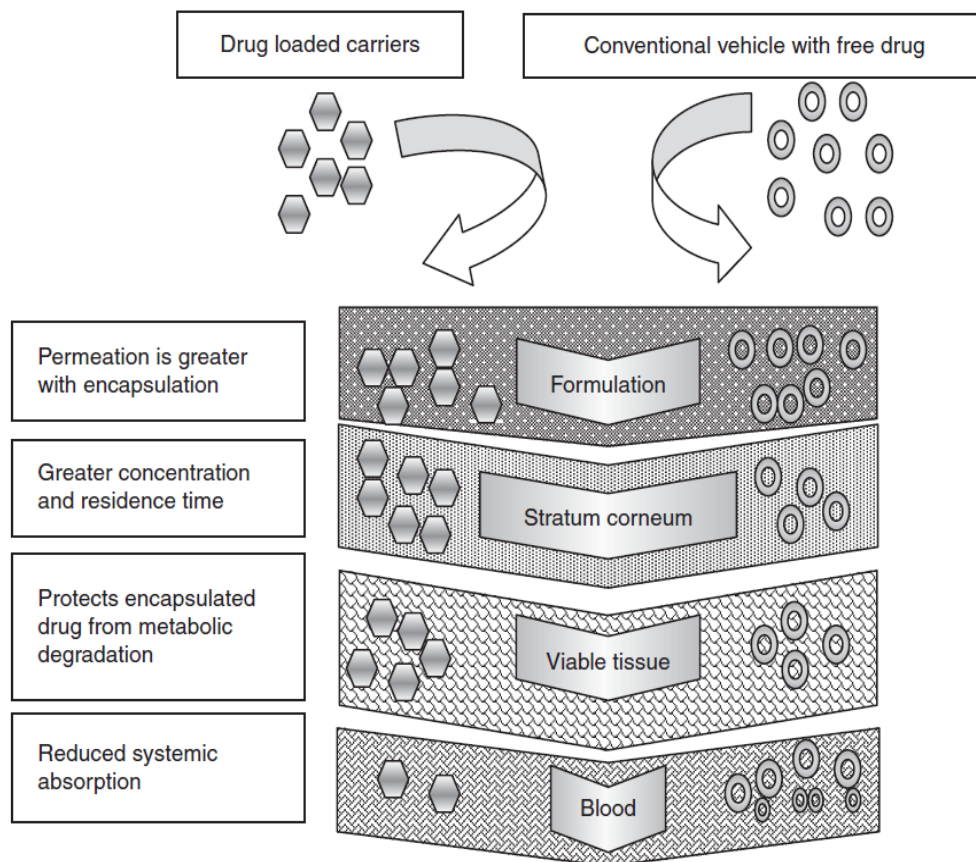 Drug loaded carriers
Conventional vehicle with free drug
Permeation is greater
with encapsulation
Formulation
Greater concentration
and residence time
Stratum corneum
Protects encapsulated
drug from metabolic
degradation
Viable tissue
Reduced systemic
absorption
Blood